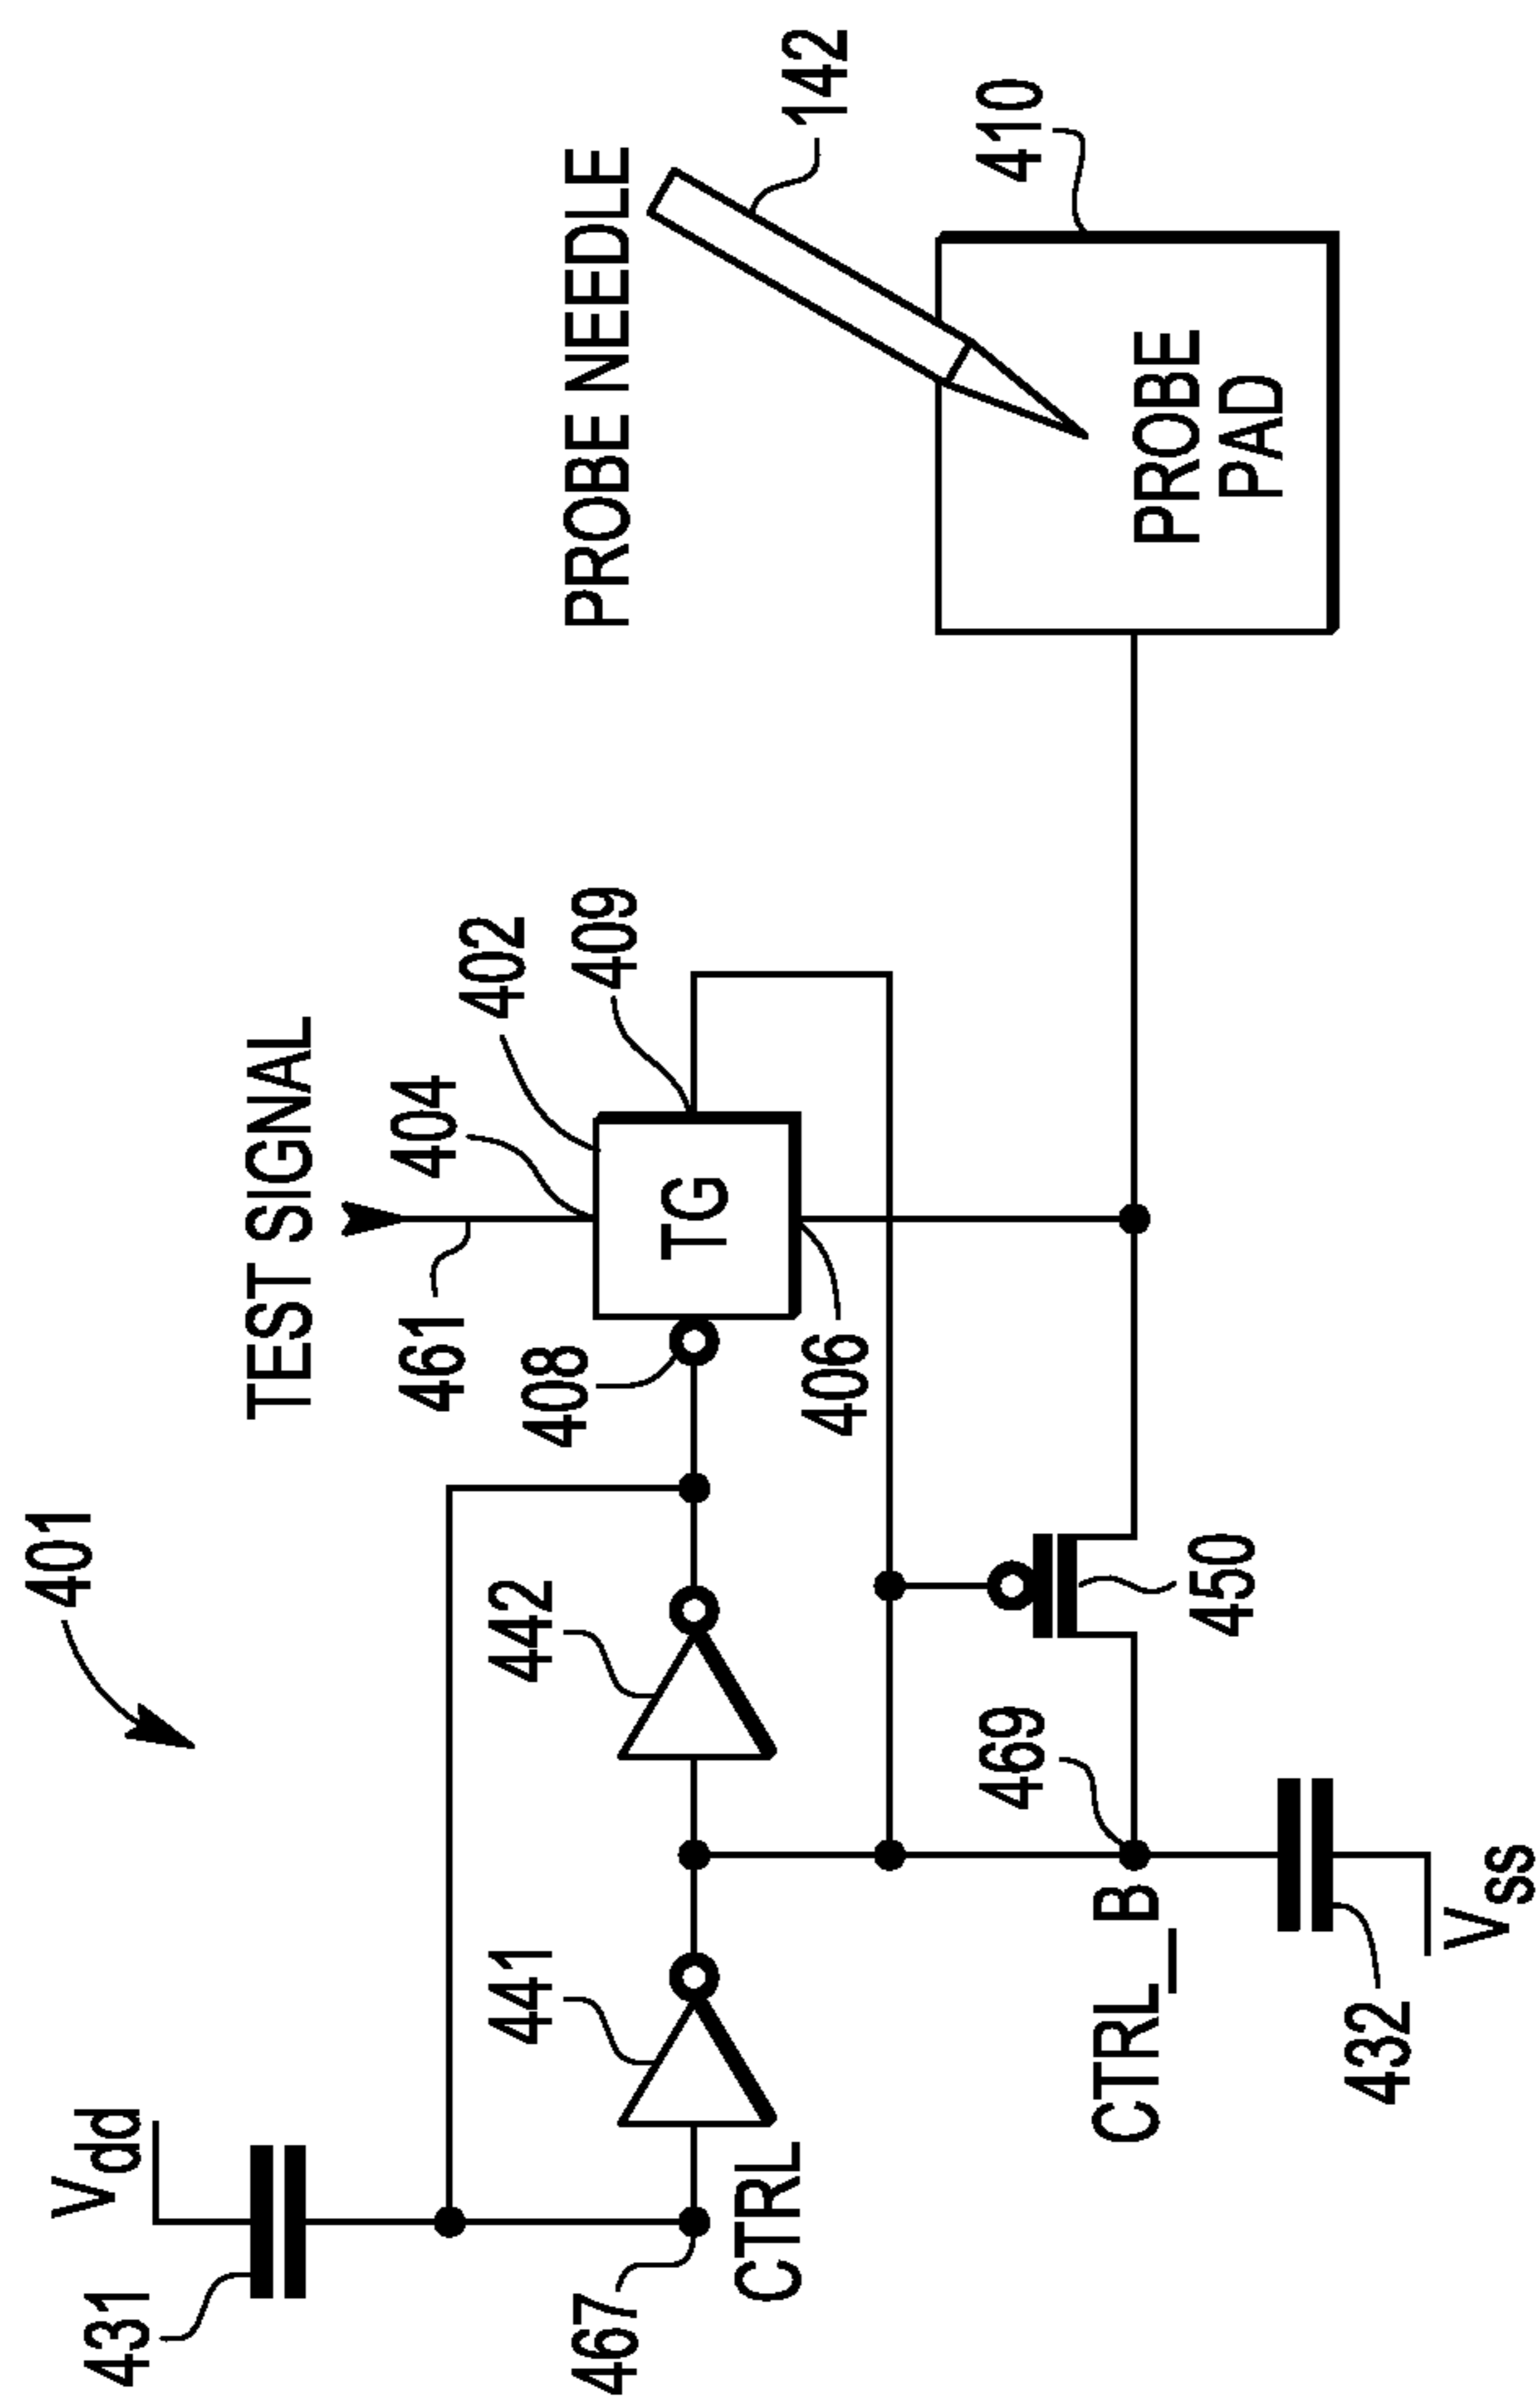 401
Vdd
431
TEST SIGNAL
461
404
402
409
408
TG
406
442
441
467
CTRL
PROBE NEEDLE
142
410
PROBE
PAD
469
450
CTRL_B
432
Vss